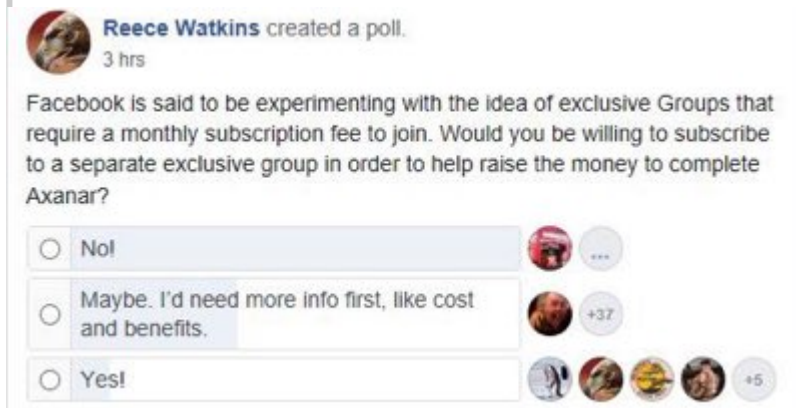 Reece Watkins created a poll.
3 hrs
Facebook is said to be experimenting with the idea of exclusive Groups that
require a monthly subscription fee to join. Would you be willing to subscribe
to a separate exclusive group in order to help raise the money to complete
Axanar?
No!
...
Maybe. I'd need more info first, like cost
and benefits.
+37
Yes!
+5